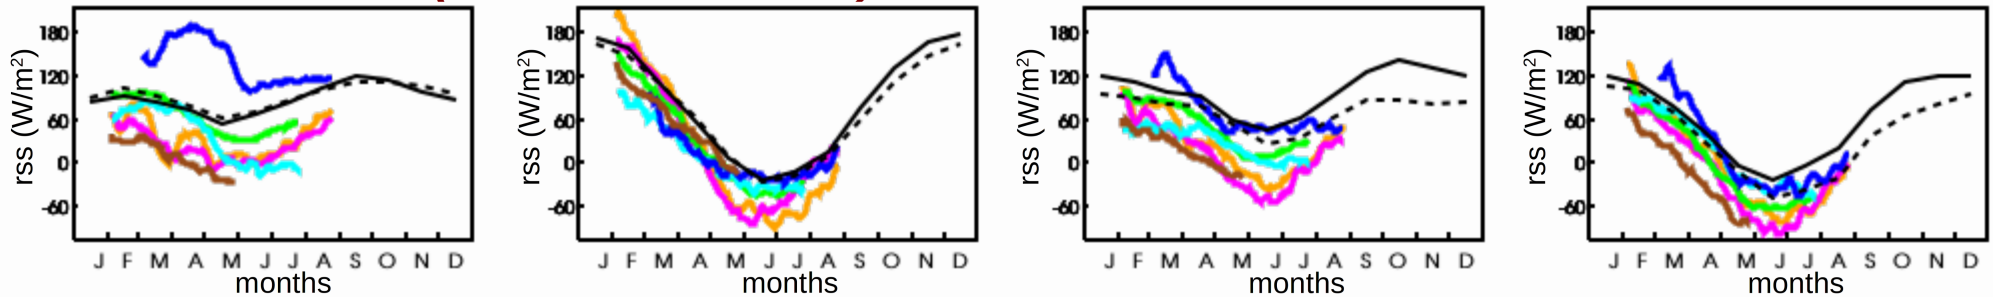 180 180 180 180
120 120 120 120
60 60 60 60
0 0 0 0
-60 -60 -60 -60
rss (W/m²) rss (W/m²) rss (W/m²) rss (W/m²)
J F M A M J J A S O N D J F M A M J J A S O N D J F M A M J J A S O N D J F M A M J J A S O N D
months months months months